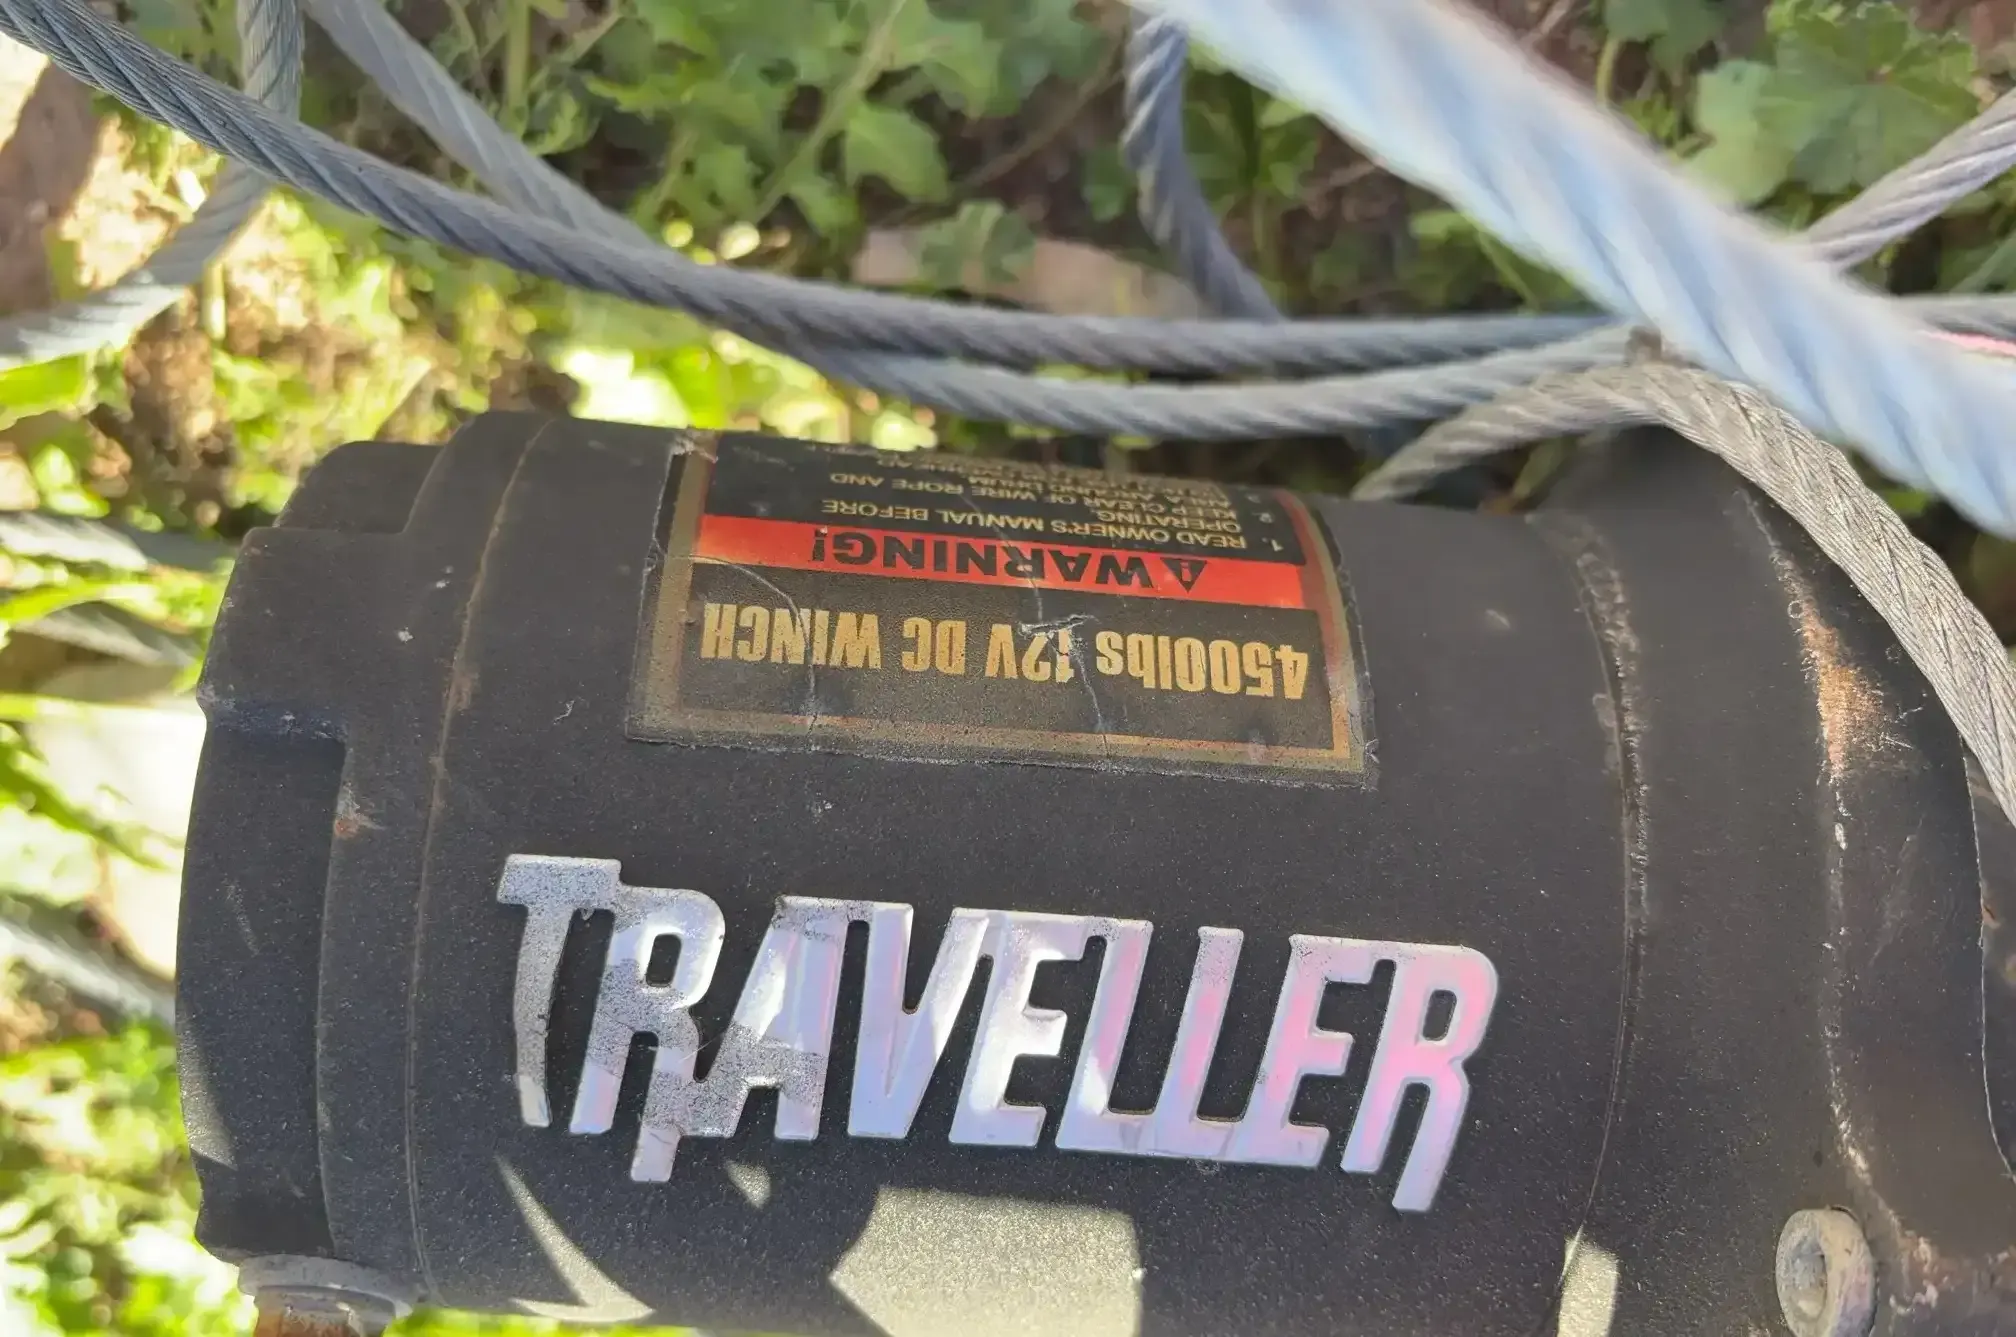 4500lbs 12V DC WINCH
WARNING!
1. READ OWNER'S MANUAL BEFORE
OPERATING.
2. KEEP CLEAR OF WIRE ROPE AND
TRAVELLER